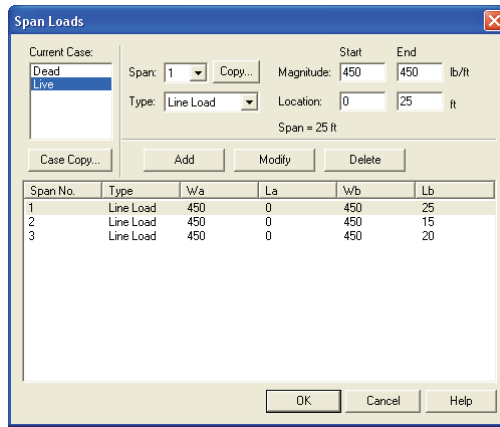 Span Loads
Current Case:
Dead
Live
Case Copy...
Span: 1 Copy...
Type: Line Load
Start End
Magnitude: 450 450 lb/ft
Location: 0 25 ft
Span = 25 ft
Add Modify Delete
Span No. Type Wa La Wb Lb
1 Line Load 450 0 450 25
2 Line Load 450 0 450 15
3 Line Load 450 0 450 20
OK Cancel Help